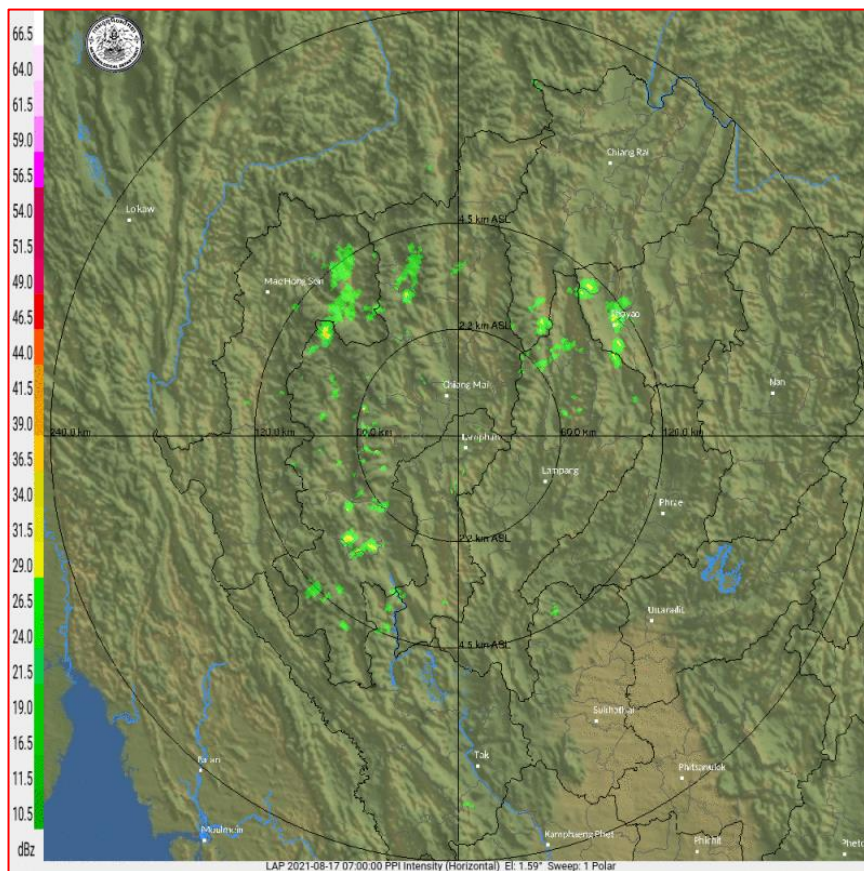 66.5
64.0
61.5
59.0
56.5
54.0
51.5
49.0
46.5
44.0
41.5
39.0
36.5
34.0
31.5
29.0
26.5
24.0
21.5
19.0
16.5
11.5
10.5
dBz
Chiang Rai
Loikaw
4.5 km ASL
Mae Hong Son
Phayao
2.2 km ASL
Chiang Mai
Nan
240.0 km
120.0 km
60.0 km
60.0 km
120.0 km
Lamphun
Lampang
Phrae
2.2 km ASL
Uttaradit
4.5 km ASL
Sukhothai
Tak
Phitsanulok
Moulmein
Kamphaeng Phet
Phichit
LAP 2021-08-17 07:00:00 PPI Intensity (Horizontal) El: 1.59° Sweep: 1 Polar